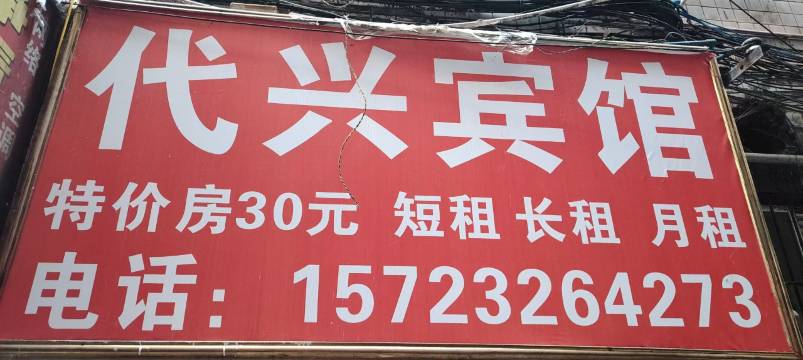 代兴宾馆
特价房30元 短租 长租 月租
电话：15723264273